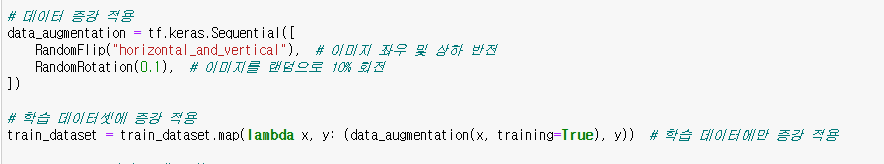 # 데이터 증강 적용
data_augmentation = tf.keras.Sequential([
    RandomFlip("horizontal_and_vertical"),  # 이미지 좌우 및 상하 반전
    RandomRotation(0.1),  # 이미지를 랜덤으로 10% 회전
])
# 학습 데이터셋에 증강 적용
train_dataset = train_dataset.map(lambda x, y: (data_augmentation(x, training=True), y))  # 학습 데이터에만 증강 적용